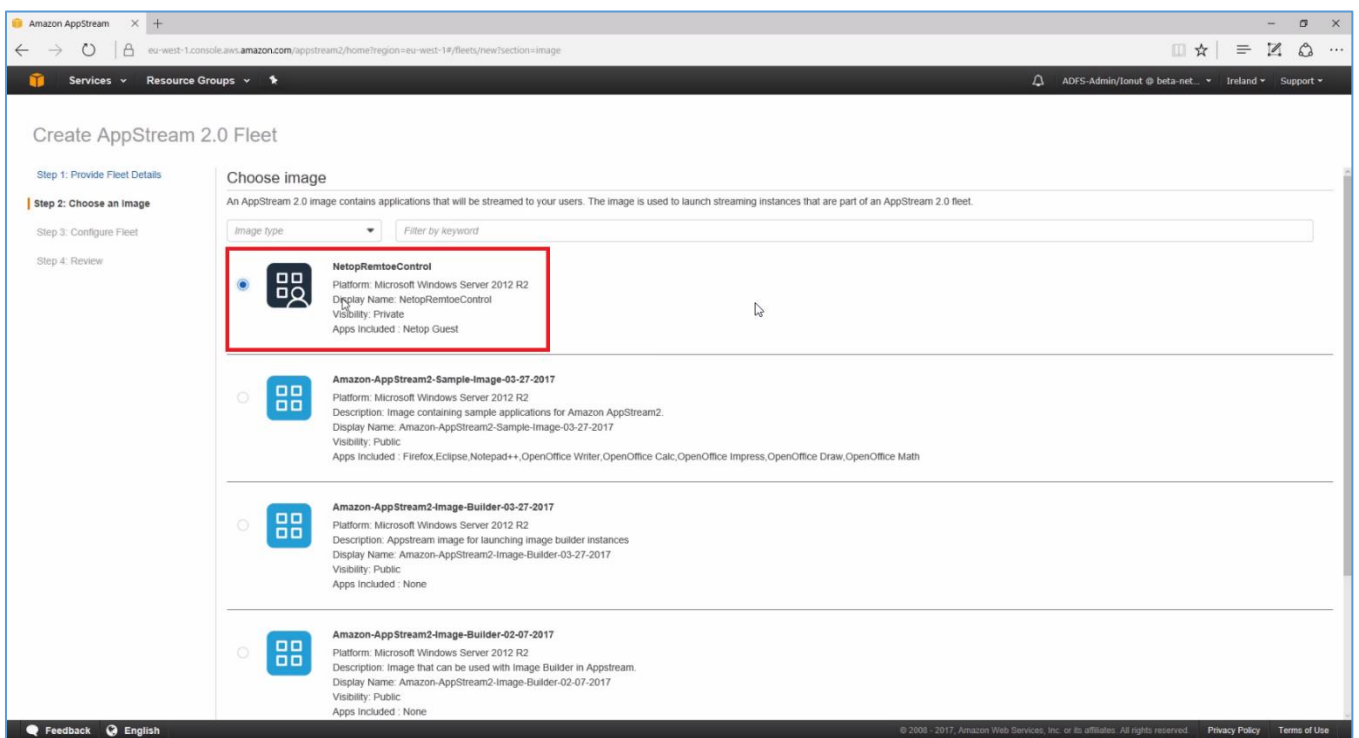 Amazon AppStream
eu-west-1.console.aws.amazon.com/appstream2/home?region=eu-west-1#/fleets/new?section=image
Services Resource Groups ADFS-Admin/Ionut @ beta-net... Ireland Support
Create AppStream 2.0 Fleet
Step 1: Provide Fleet Details
Step 2: Choose an image
Step 3: Configure Fleet
Step 4: Review
Choose image
An AppStream 2.0 image contains applications that will be streamed to your users. The image is used to launch streaming instances that are part of an AppStream 2.0 fleet.
Image type Filter by keyword
NetopRemtoeControl
Platform: Microsoft Windows Server 2012 R2
Display Name: NetopRemtoeControl
Visibility: Private
Apps Included : Netop Guest
Amazon-AppStream2-Sample-Image-03-27-2017
Platform: Microsoft Windows Server 2012 R2
Description: Image containing sample applications for Amazon AppStream2.
Display Name: Amazon-AppStream2-Sample-Image-03-27-2017
Visibility: Public
Apps Included : Firefox,Eclipse,Notepad++,OpenOffice Writer,OpenOffice Calc,OpenOffice Impress,OpenOffice Draw,OpenOffice Math
Amazon-AppStream2-Image-Builder-03-27-2017
Platform: Microsoft Windows Server 2012 R2
Description: Appstream image for launching image builder instances
Display Name: Amazon-AppStream2-Image-Builder-03-27-2017
Visibility: Public
Apps Included : None
Amazon-AppStream2-Image-Builder-02-07-2017
Platform: Microsoft Windows Server 2012 R2
Description: Image that can be used with Image Builder in Appstream.
Display Name: Amazon-AppStream2-Image-Builder-02-07-2017
Visibility: Public
Apps Included : None
Feedback English © 2008 - 2017, Amazon Web Services, Inc. or its affiliates. All rights reserved. Privacy Policy Terms of Use